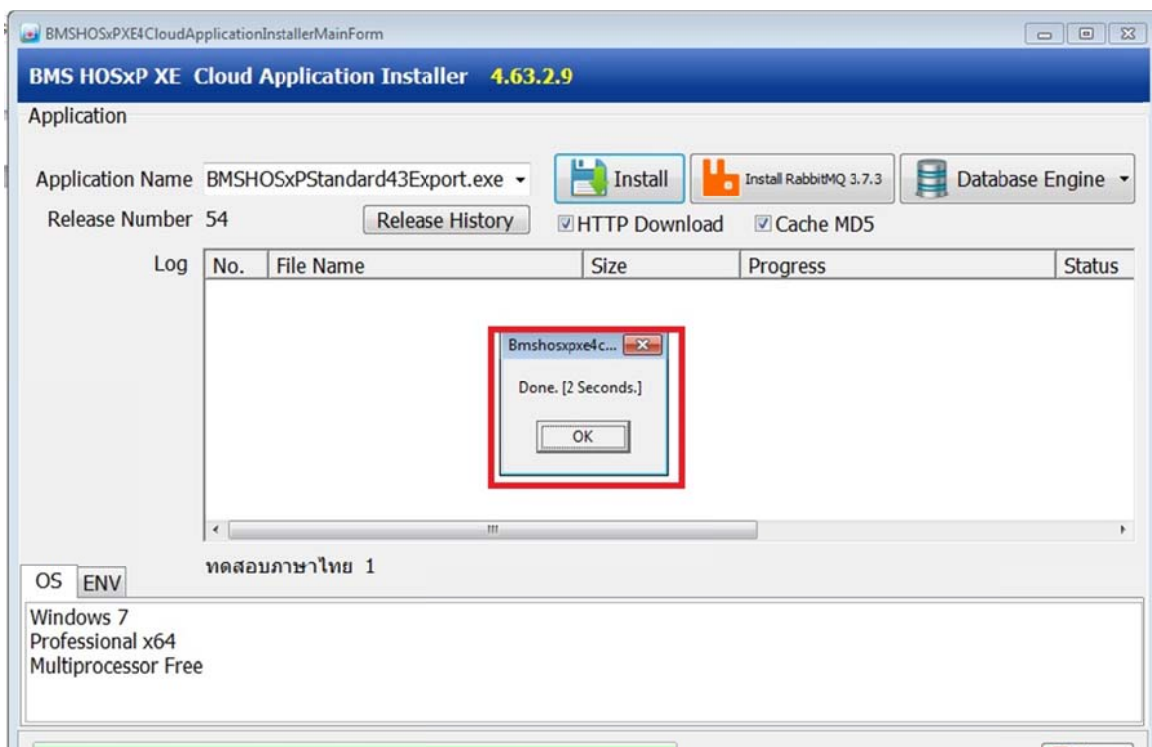 BMSHOSxPXE4CloudApplicationInstallerMainForm
BMS HOSxP XE Cloud Application Installer 4.63.2.9
Application
Application Name BMSHOSxPStandard43Export.exe Install Install RabbitMQ 3.7.3 Database Engine
Release Number 54 Release History HTTP Download Cache MD5
Log No. File Name Size Progress Status
Bmshosxpxe4c...
Done. [2 Seconds.]
OK
ทดสอบภาษาไทย 1
OS ENV
Windows 7
Professional x64
Multiprocessor Free